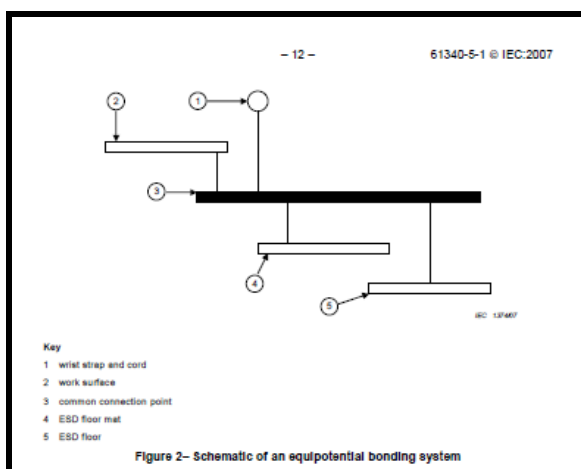 – 12 –
61340-5-1 © IEC:2007
2
1
3
4
5
IEC 1374/07
Key
1 wrist strap and cord
2 work surface
3 common connection point
4 ESD floor mat
5 ESD floor
Figure 2– Schematic of an equipotential bonding system